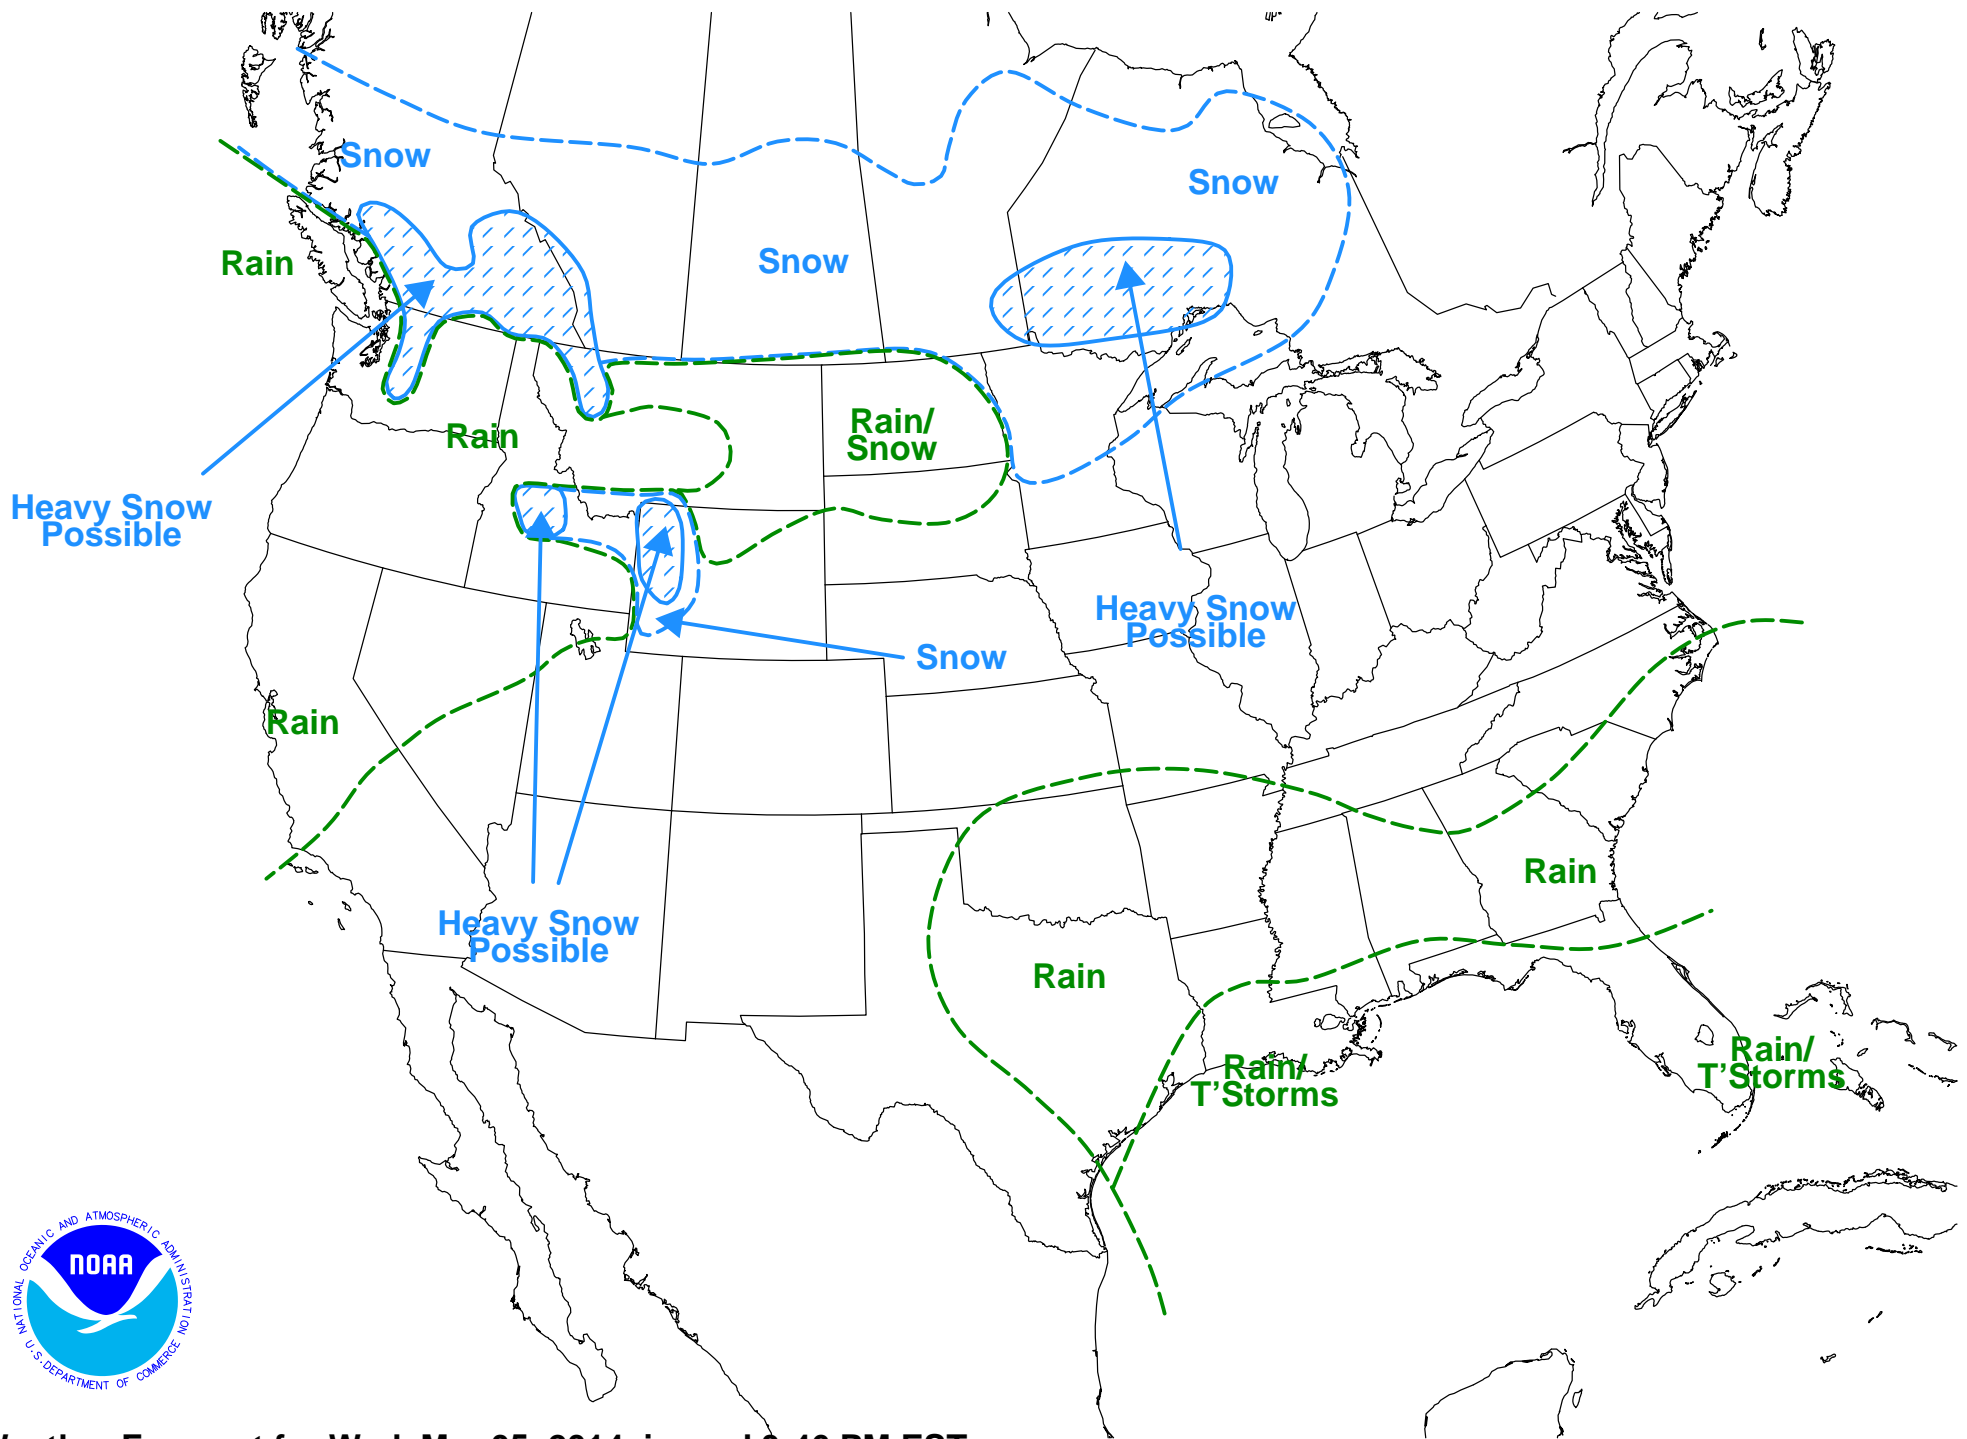 Snow
Snow
Rain
Snow
Rain/
Snow
Rain
Heavy Snow
Possible
Heavy Snow
Possible
Snow
Rain
Rain
Heavy Snow
Possible
Rain
Rain/
T'Storms
Rain/
T'Storms
NATIONAL OCEANIC AND ATMOSPHERIC ADMINISTRATION
NOAA
U.S. DEPARTMENT OF COMMERCE